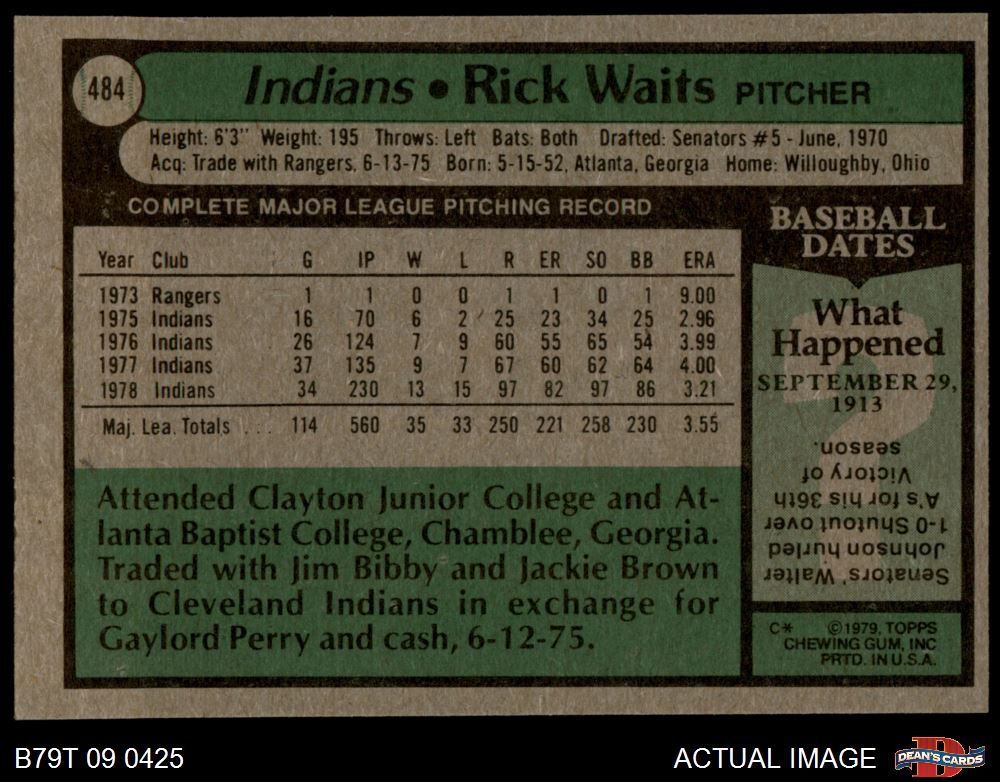 484
Indians • Rick Waits PITCHER
Height: 6'3" Weight: 195 Throws: Left Bats: Both Drafted: Senators #5 - June, 1970
Acq: Trade with Rangers, 6-13-75 Born: 5-15-52, Atlanta, Georgia Home: Willoughby, Ohio
COMPLETE MAJOR LEAGUE PITCHING RECORD
Year Club G IP W L R ER SO BB ERA
1973 Rangers 1 1 0 0 1 1 0 1 9.00
1975 Indians 16 70 6 2 25 23 34 25 2.96
1976 Indians 26 124 7 9 60 55 65 54 3.99
1977 Indians 37 135 9 7 67 60 62 64 4.00
1978 Indians 34 230 13 15 97 82 97 86 3.21
Maj. Lea. Totals ... 114 560 35 33 250 221 258 230 3.55
Attended Clayton Junior College and At-
lanta Baptist College, Chamblee, Georgia.
Traded with Jim Bibby and Jackie Brown
to Cleveland Indians in exchange for
Gaylord Perry and cash, 6-12-75.
BASEBALL
DATES
What
Happened
SEPTEMBER 29,
1913
?
Senators' Walter
Johnson hurled
1-0 Shutout over
A's for his 36th
Victory of
season.
C* ©1979, TOPPS
CHEWING GUM, INC
PRTD. IN U.S.A.
B79T 09 0425
ACTUAL IMAGE
D
DEAN'S CARDS